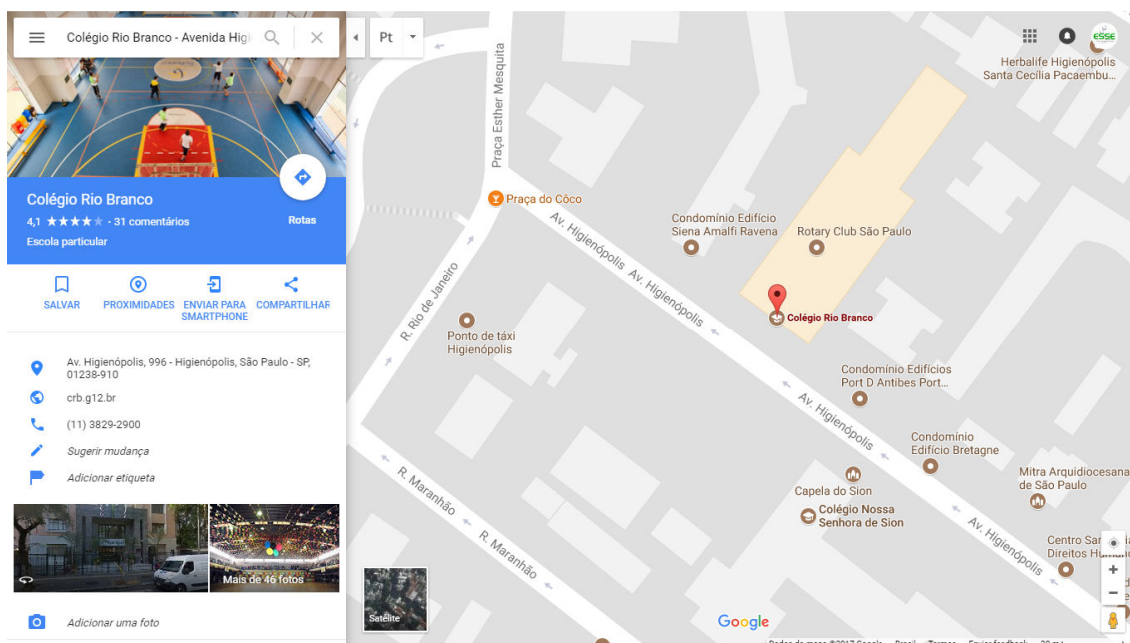 Colégio Rio Branco - Avenida Higi
Pt
Colégio Rio Branco
4,1 ★★★★★ - 31 comentários
Escola particular
Rotas
SALVAR
PROXIMIDADES
ENVIAR PARA
SMARTPHONE
COMPARTILHAR
Av. Higienópolis, 996 - Higienópolis, São Paulo - SP,
01238-910
crb.g12.br
(11) 3829-2900
Sugerir mudança
Adicionar etiqueta
Mais de 46 fotos
Adicionar uma foto
Praça Esther Mesquita
ESSE
Herbalife Higienópolis
Santa Cecília Pacaembu...
Praça do Côco
Av. Higienópolis
Av. Higienópolis
Condomínio Edifício
Siena Amalfi Ravena
Rotary Club São Paulo
R. Rio de Janeiro
Ponto de táxi
Higienópolis
Colégio Rio Branco
Condomínio Edifícios
Port D Antibes Port...
Av. Higienópolis
Condomínio
Edifício Bretagne
Mitra Arquidiocesana
de São Paulo
Capela do Sion
Colégio Nossa
Senhora de Sion
Av. Higienópolis
R. Maranhão
R. Maranhão
Satélite
Google